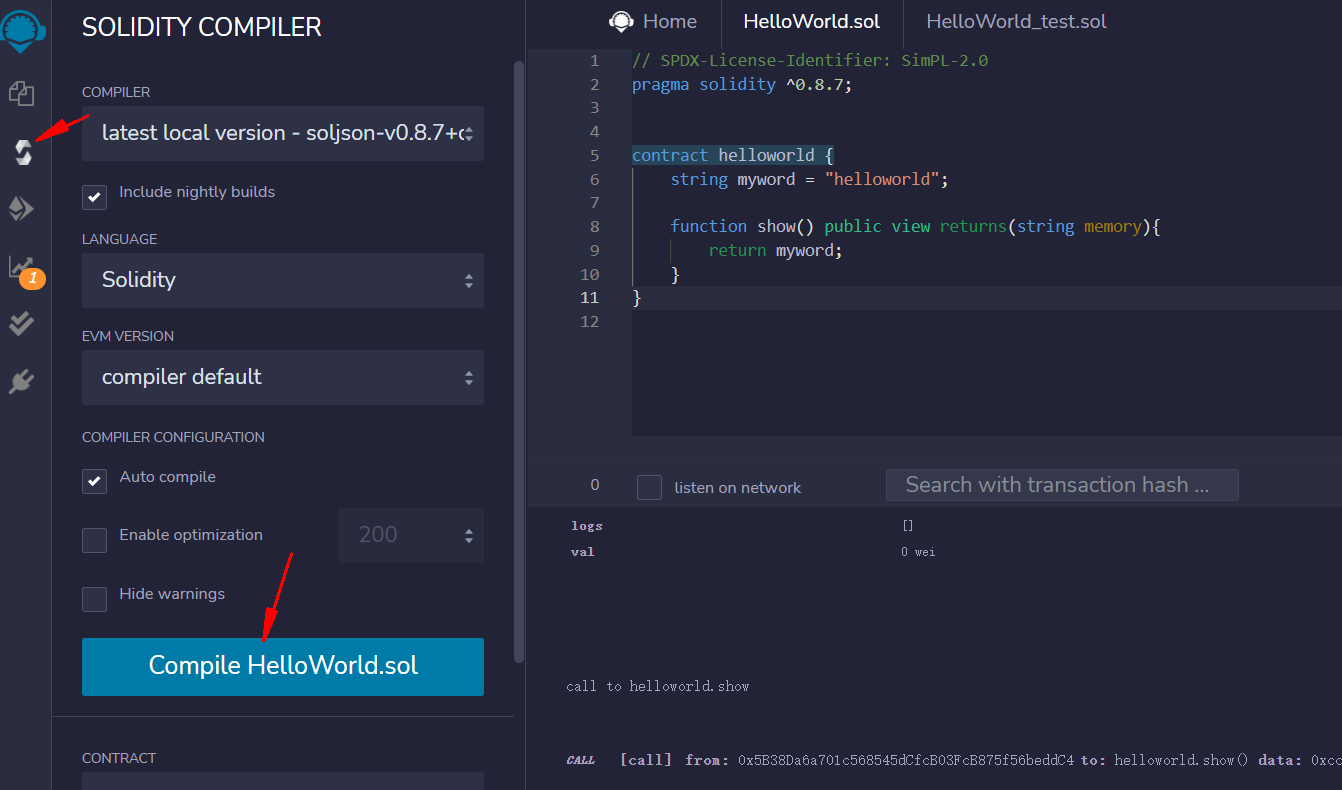 SOLIDITY COMPILER
COMPILER
latest local version - soljson-v0.8.7+
Include nightly builds
LANGUAGE
Solidity
EVM VERSION
compiler default
COMPILER CONFIGURATION
Auto compile
Enable optimization
200
Hide warnings
Compile HelloWorld.sol
CONTRACT
1
Home
HelloWorld.sol
HelloWorld_test.sol
1 // SPDX-License-Identifier: SimPL-2.0
2 pragma solidity ^0.8.7;
3
4
5 contract helloworld {
6 string myword = "helloworld";
7
8 function show() public view returns(string memory){
9 return myword;
10 }
11 }
12
0
listen on network
Search with transaction hash ...
logs []
val 0 wei
call to helloworld.show
CALL [call] from: 0x5B38Da6a701c568545dCfcB03FcB875f56beddC4 to: helloworld.show() data: 0xcc